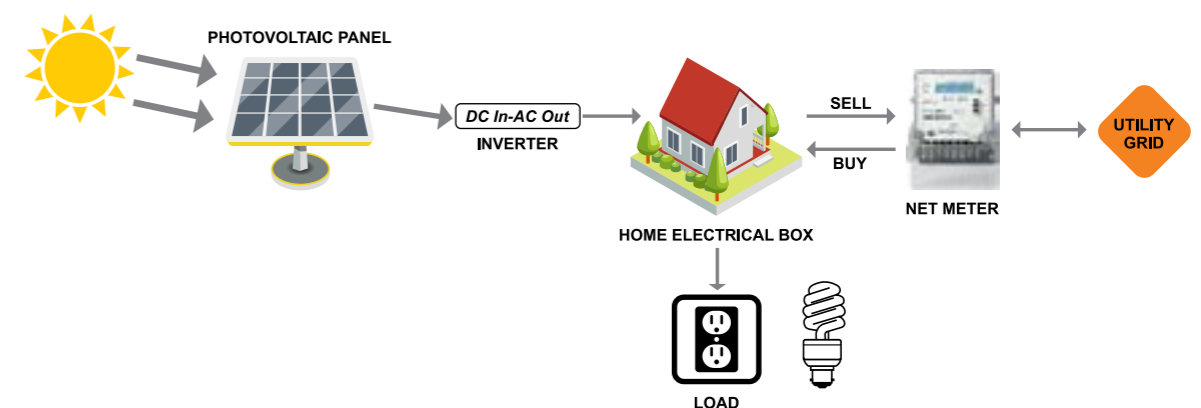 PHOTOVOLTAIC PANEL
DC In-AC Out
INVERTER
SELL
BUY
UTILITY
GRID
NET METER
HOME ELECTRICAL BOX
LOAD